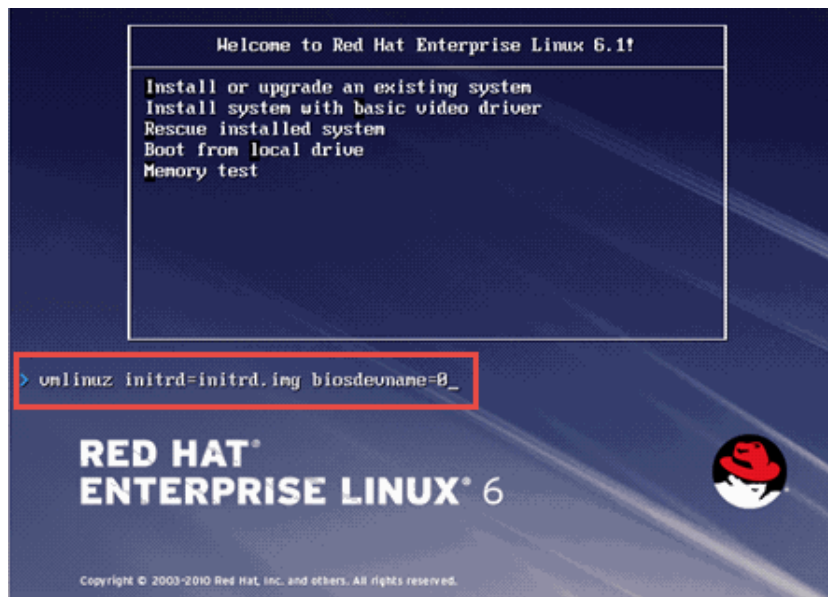 Welcome to Red Hat Enterprise Linux 6.1!
Install or upgrade an existing system
Install system with basic video driver
Rescue installed system
Boot from local drive
Memory test
> vmlinuz initrd=initrd.img biosdevname=0_
RED HAT®
ENTERPRISE LINUX® 6
Copyright © 2003-2010 Red Hat, Inc. and others. All rights reserved.